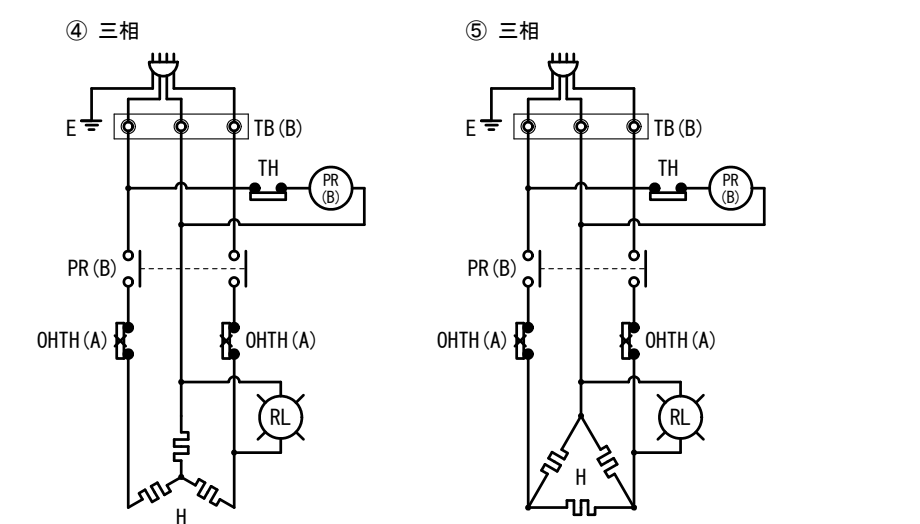 ④ 三相
E
TB(B)
TH
PR
(B)
PR(B)
OHTH(A)
OHTH(A)
RL
H
⑤ 三相
E
TB(B)
TH
PR
(B)
PR(B)
OHTH(A)
OHTH(A)
RL
H